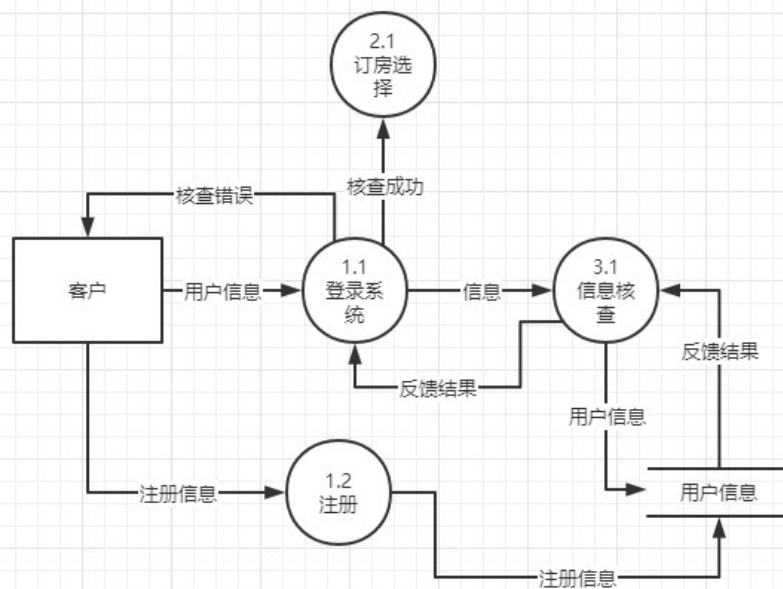 2.1
订房选
择
核查错误
核查成功
客户
用户信息
1.1
登录系
统
信息
3.1
信息核
查
反馈结果
反馈结果
用户信息
注册信息
1.2
注册
用户信息
注册信息